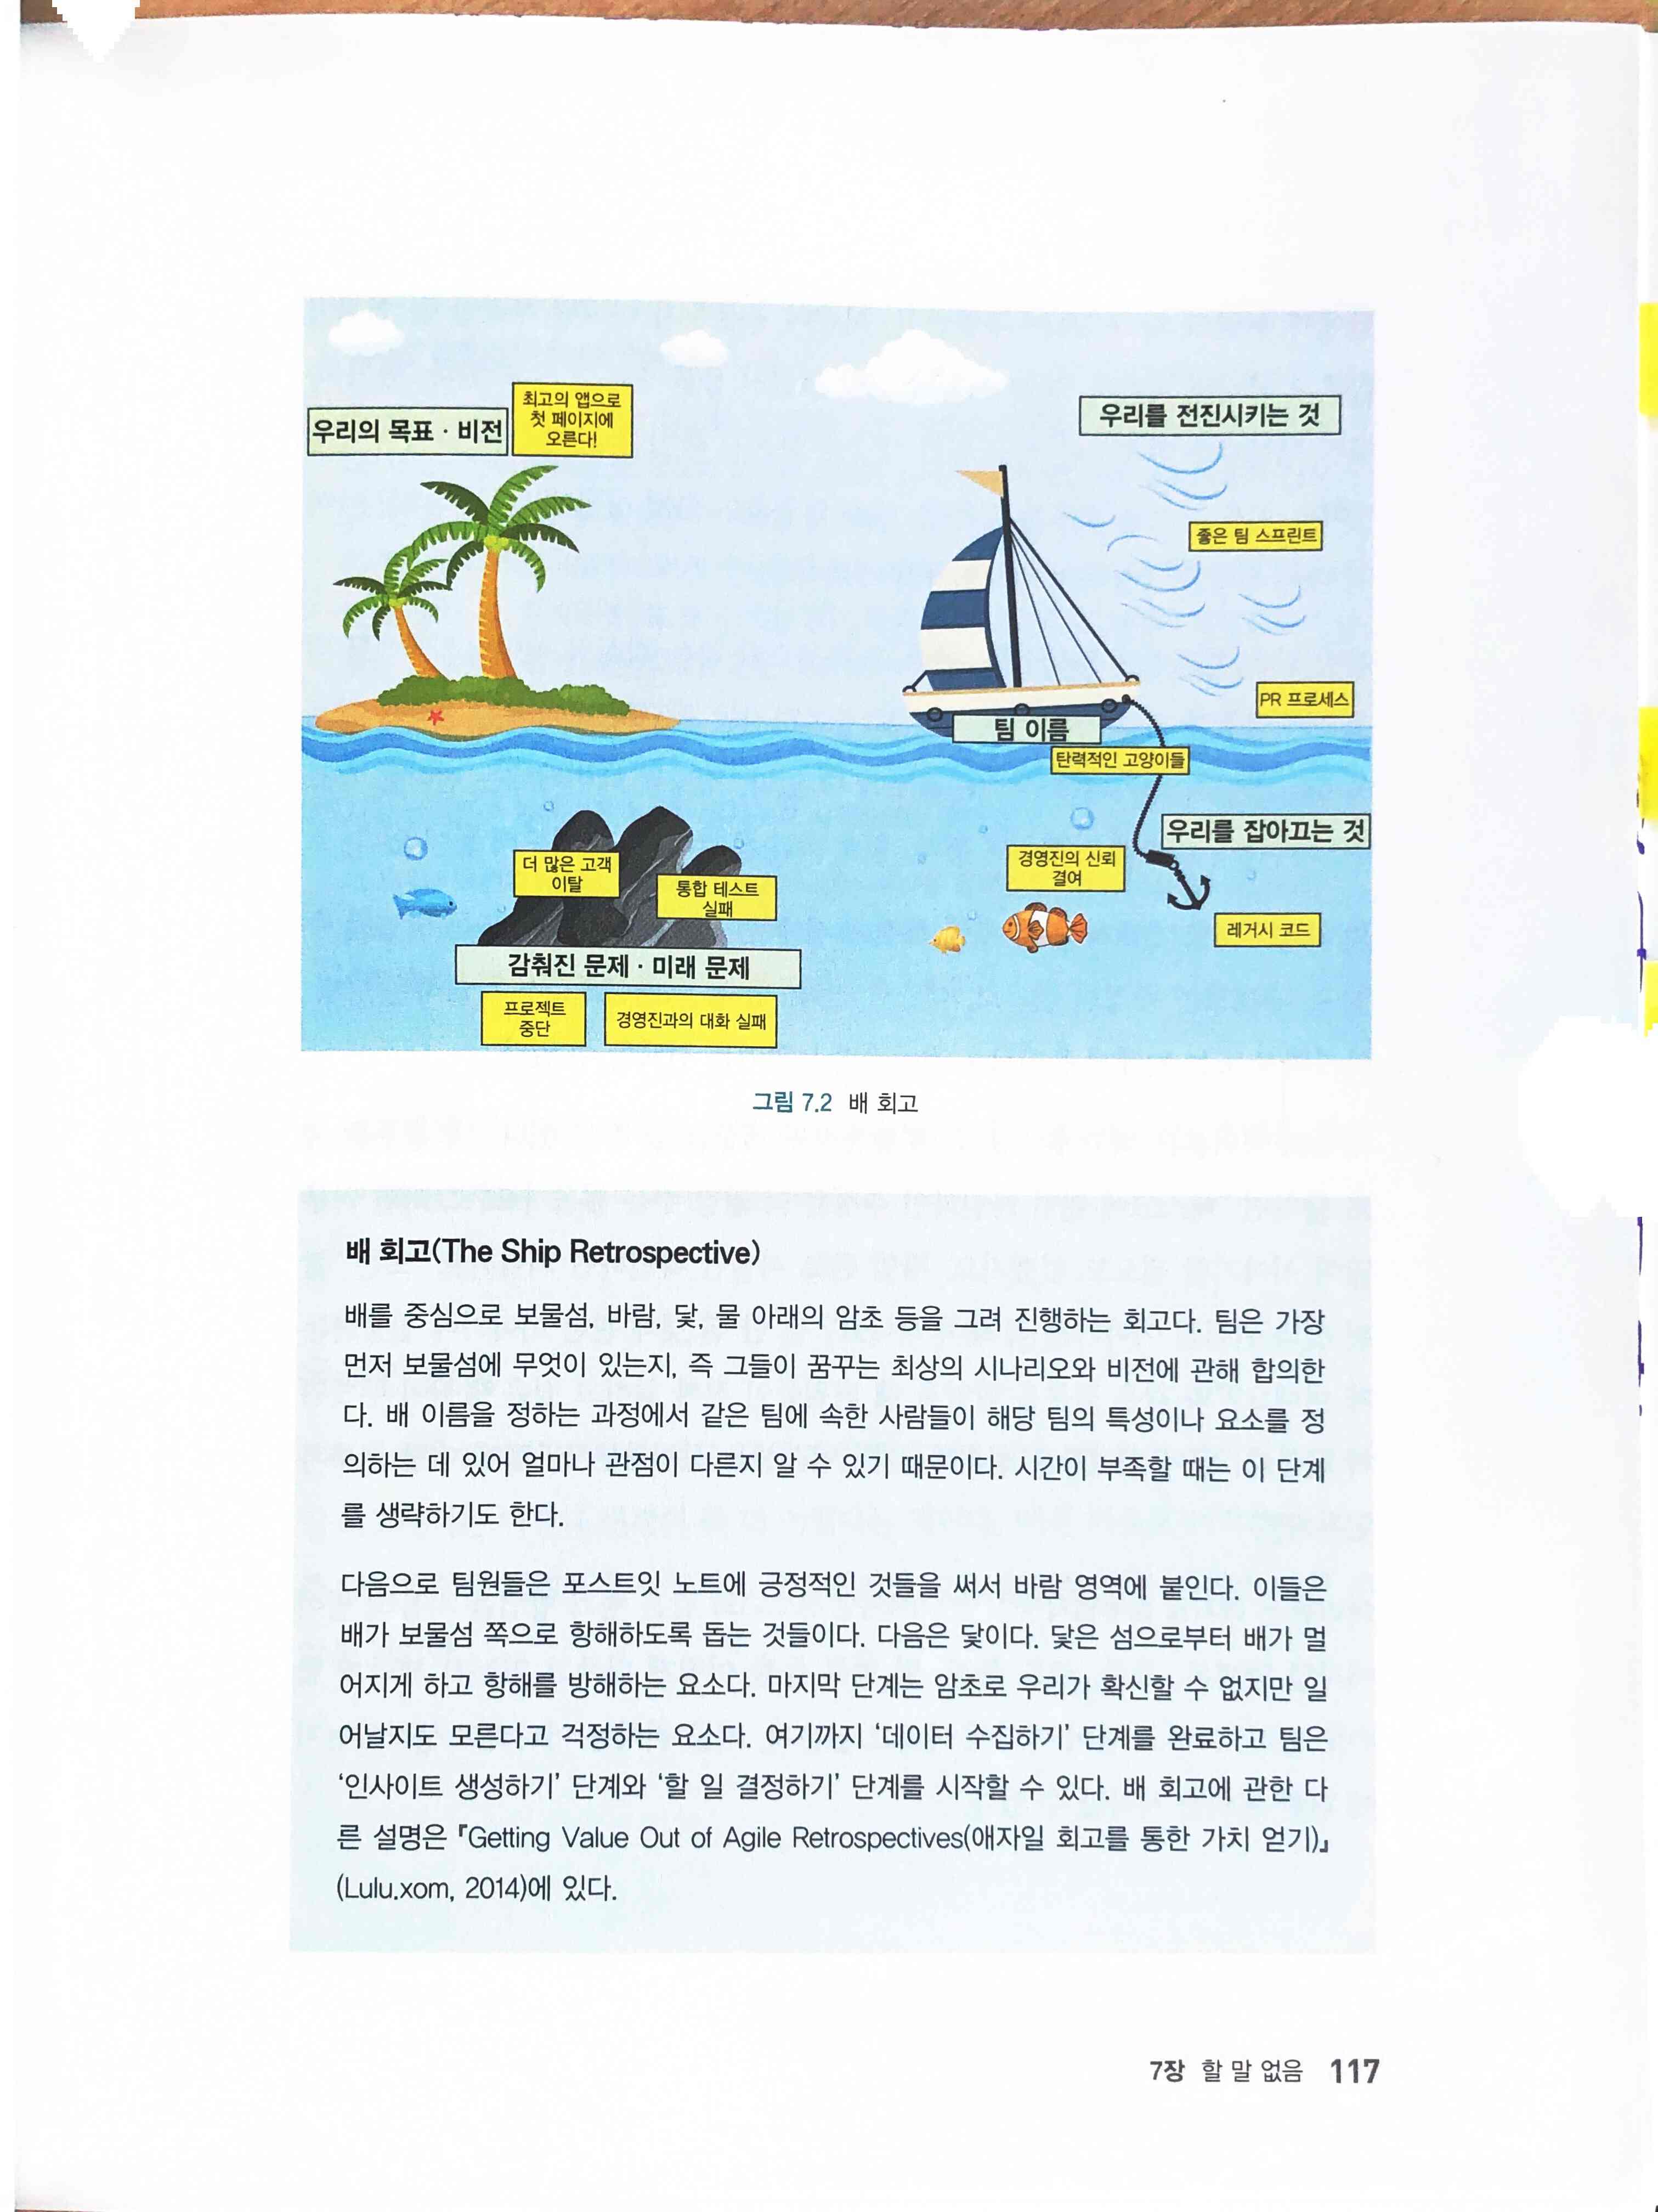 최고의 앱으로
첫 페이지에
오른다!
우리의 목표 · 비전
우리를 전진시키는 것
좋은 팀 스프린트
PR 프로세스
팀 이름
탄력적인 고양이들
우리를 잡아끄는 것
경영진의 신뢰
결여
레거시 코드
더 많은 고객
이탈
통합 테스트
실패
감춰진 문제 · 미래 문제
프로젝트
중단
경영진과의 대화 실패
그림 7.2 배 회고
배 회고(The Ship Retrospective)
배를 중심으로 보물섬, 바람, 닻, 물 아래의 암초 등을 그려 진행하는 회고다. 팀은 가장
먼저 보물섬에 무엇이 있는지, 즉 그들이 꿈꾸는 최상의 시나리오와 비전에 관해 합의한
다. 배 이름을 정하는 과정에서 같은 팀에 속한 사람들이 해당 팀의 특성이나 요소를 정
의하는 데 있어 얼마나 관점이 다른지 알 수 있기 때문이다. 시간이 부족할 때는 이 단계
를 생략하기도 한다.
다음으로 팀원들은 포스트잇 노트에 긍정적인 것들을 써서 바람 영역에 붙인다. 이들은
배가 보물섬 쪽으로 항해하도록 돕는 것들이다. 다음은 닻이다. 닻은 섬으로부터 배가 멀
어지게 하고 항해를 방해하는 요소다. 마지막 단계는 암초로 우리가 확신할 수 없지만 일
어날지도 모른다고 걱정하는 요소다. 여기까지 ‘데이터 수집하기’ 단계를 완료하고 팀은
‘인사이트 생성하기’ 단계와 ‘할 일 결정하기’ 단계를 시작할 수 있다. 배 회고에 관한 다
른 설명은 『Getting Value Out of Agile Retrospectives(애자일 회고를 통한 가치 얻기)』
(Lulu.xom, 2014)에 있다.
7장 할 말 없음 117